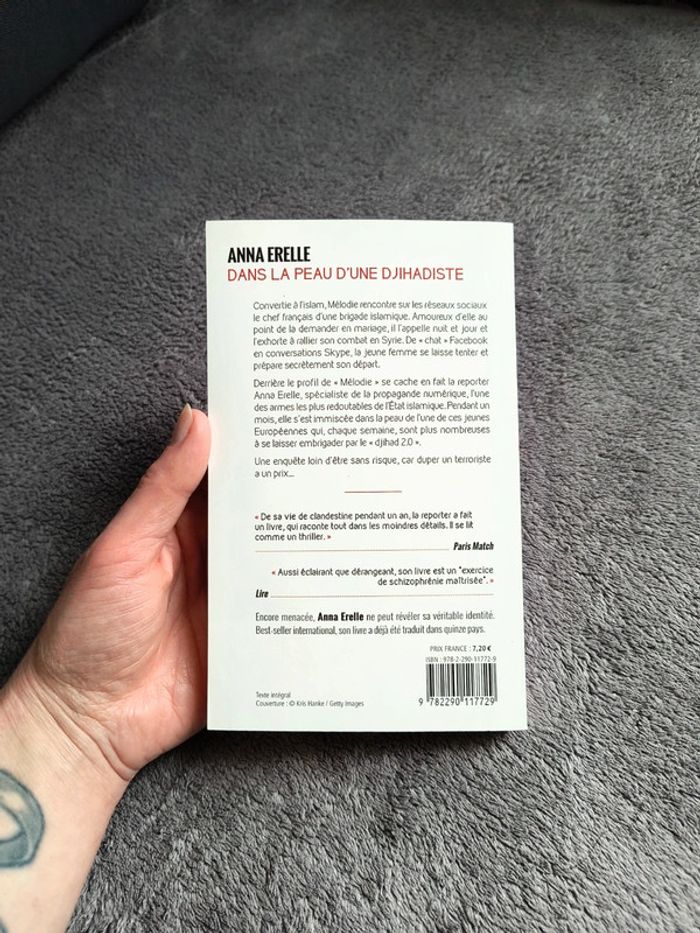 ANNA ERELLE
DANS LA PEAU D'UNE DJIHADISTE
Convertie à l'islam, Mélodie rencontre sur les réseaux sociaux
le chef français d'une brigade islamique. Amoureux d'elle au
point de la demander en mariage, il l'appelle nuit et jour et
l'exhorte à rallier son combat en Syrie. De « chat » Facebook
en conversations Skype, la jeune femme se laisse tenter et
prépare secrètement son départ.
Derrière le profil de « Mélodie » se cache en fait la reporter
Anna Erelle, spécialiste de la propagande numérique, l'une
des armes les plus redoutables de l'État islamique. Pendant un
mois, elle s'est immiscée dans la peau de l'une de ces jeunes
Européennes qui, chaque semaine, sont plus nombreuses
à se laisser embrigader par le « djihad 2.0 ».
Une enquête loin d'être sans risque, car duper un terroriste
a un prix...
« De sa vie de clandestine pendant un an, la reporter a fait
un livre, qui raconte tout dans les moindres détails. Il se lit
comme un thriller. »
Paris Match
« Aussi éclairant que dérangeant, son livre est un "exercice
de schizophrénie maîtrisée". »
Lire
Encore menacée, Anna Erelle ne peut révéler sa véritable identité.
Best-seller international, son livre a déjà été traduit dans quinze pays.
PRIX FRANCE : 7,20 €
ISBN : 978-2-290-11772-9
9 782290 117729
Texte intégral
Couverture : © Kris Hanke / Getty Images